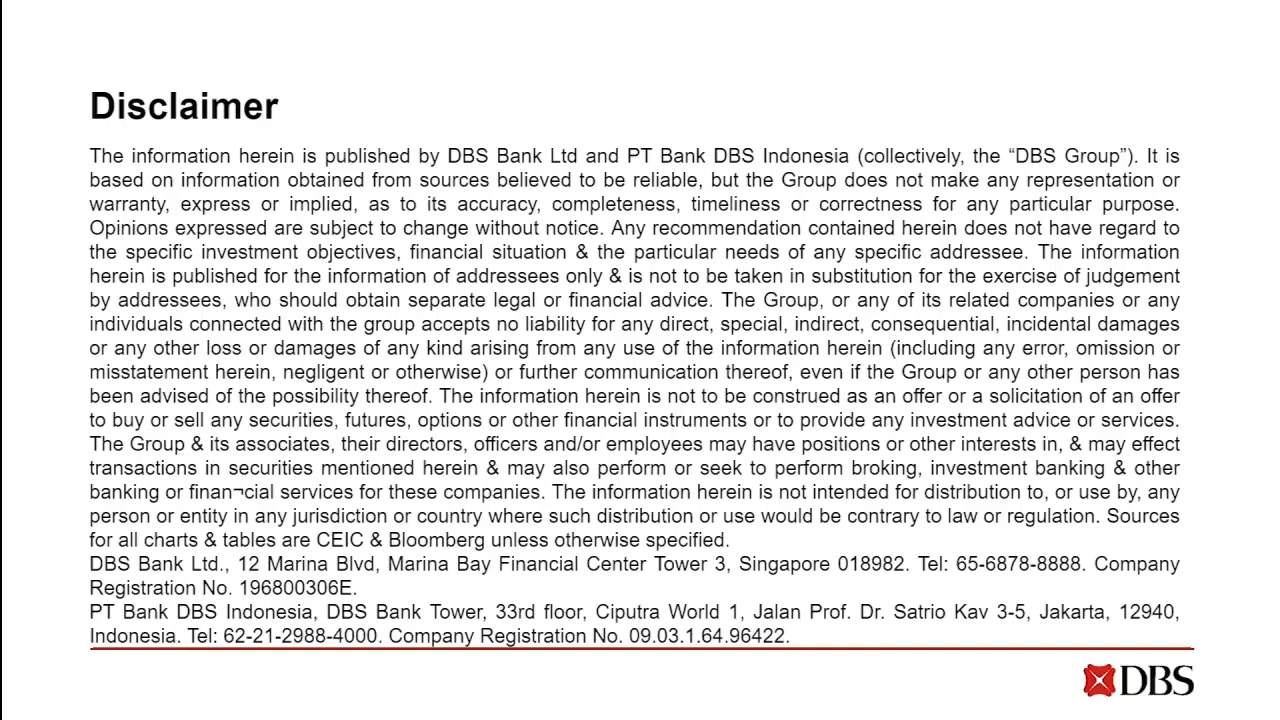 Disclaimer
The information herein is published by DBS Bank Ltd and PT Bank DBS Indonesia (collectively, the “DBS Group”). It is
based on information obtained from sources believed to be reliable, but the Group does not make any representation or
warranty, express or implied, as to its accuracy, completeness, timeliness or correctness for any particular purpose.
Opinions expressed are subject to change without notice. Any recommendation contained herein does not have regard to
the specific investment objectives, financial situation & the particular needs of any specific addressee. The information
herein is published for the information of addressees only & is not to be taken in substitution for the exercise of judgement
by addressees, who should obtain separate legal or financial advice. The Group, or any of its related companies or any
individuals connected with the group accepts no liability for any direct, special, indirect, consequential, incidental damages
or any other loss or damages of any kind arising from any use of the information herein (including any error, omission or
misstatement herein, negligent or otherwise) or further communication thereof, even if the Group or any other person has
been advised of the possibility thereof. The information herein is not to be construed as an offer or a solicitation of an offer
to buy or sell any securities, futures, options or other financial instruments or to provide any investment advice or services.
The Group & its associates, their directors, officers and/or employees may have positions or other interests in, & may effect
transactions in securities mentioned herein & may also perform or seek to perform broking, investment banking & other
banking or finan¬cial services for these companies. The information herein is not intended for distribution to, or use by, any
person or entity in any jurisdiction or country where such distribution or use would be contrary to law or regulation. Sources
for all charts & tables are CEIC & Bloomberg unless otherwise specified.
DBS Bank Ltd., 12 Marina Blvd, Marina Bay Financial Center Tower 3, Singapore 018982. Tel: 65-6878-8888. Company
Registration No. 196800306E.
PT Bank DBS Indonesia, DBS Bank Tower, 33rd floor, Ciputra World 1, Jalan Prof. Dr. Satrio Kav 3-5, Jakarta, 12940,
Indonesia. Tel: 62-21-2988-4000. Company Registration No. 09.03.1.64.96422.
DBS